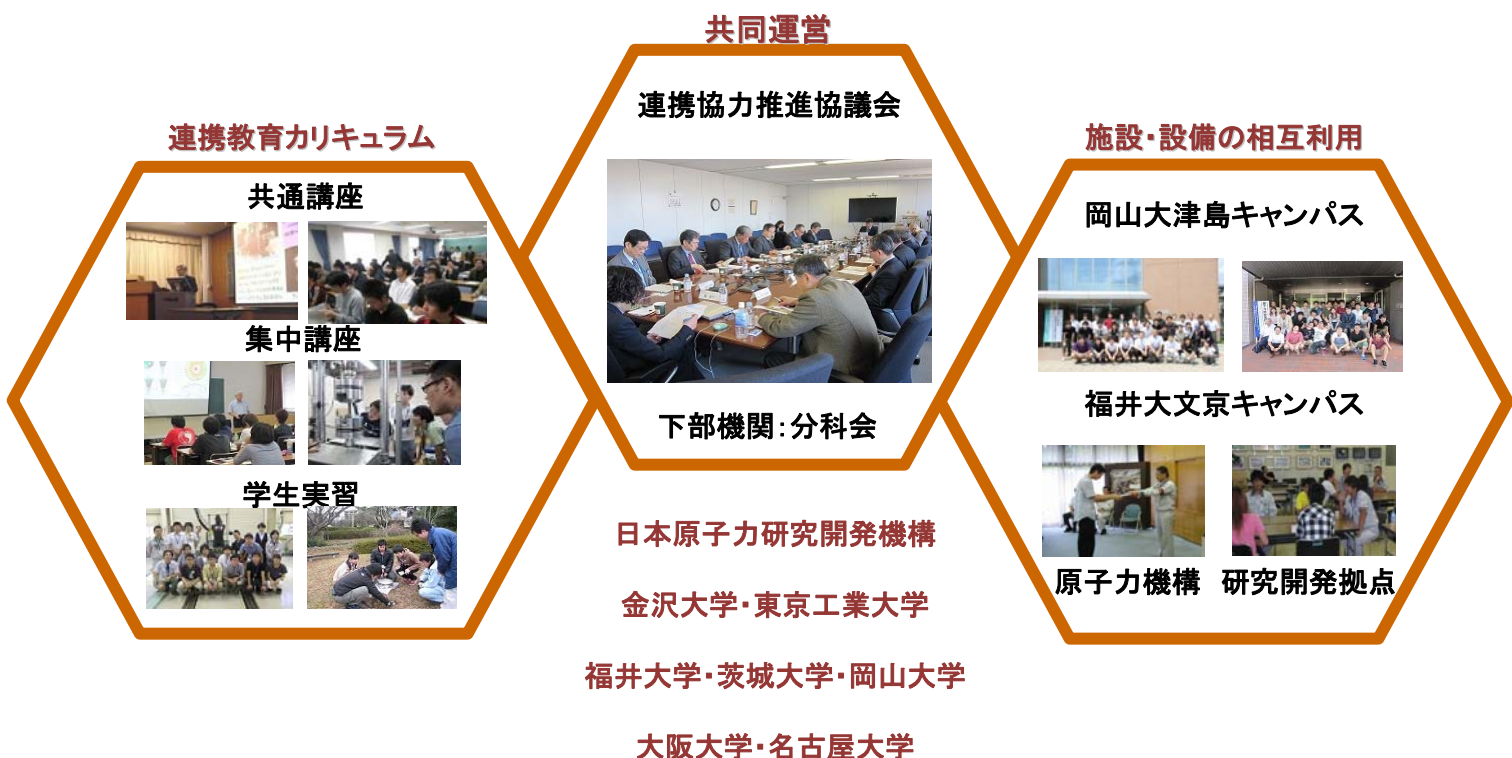 共同運営
連携協力推進協議会
下部機関：分科会
連携教育カリキュラム
共通講座
集中講座
学生実習
施設・設備の相互利用
岡山大津島キャンパス
福井大文京キャンパス
原子力機構　研究開発拠点
日本原子力研究開発機構
金沢大学・東京工業大学
福井大学・茨城大学・岡山大学
大阪大学・名古屋大学